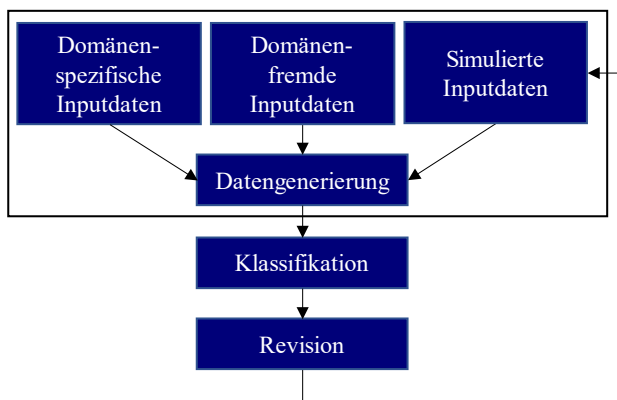 Domänen-
spezifische
Inputdaten
Domänen-
fremde
Inputdaten
Simulierte
Inputdaten
Datengenerierung
Klassifikation
Revision